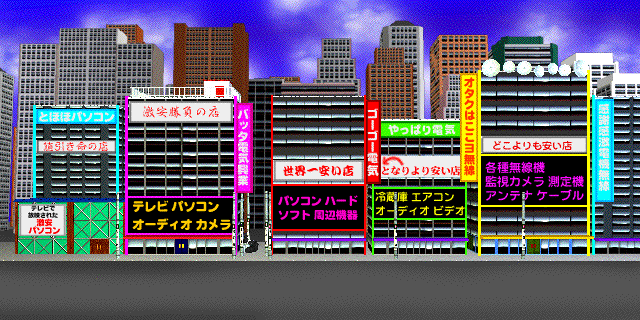 とほほパソコン
値引き命の店
テレビで
放映された
激安
パソコン
激安勝負の店
テレビ パソコン
オーディオ カメラ
バッタ電気興業
世界一安い店
パソコン ハード
ソフト 周辺機器
ゴーゴー電気
やっぱり電気
となりより安い店
冷蔵庫 エアコン
オーディオ ビデオ
オタクはここヨ無線
どこよりも安い店
各種無線機
監視カメラ 測定機
アンテナ ケーブル